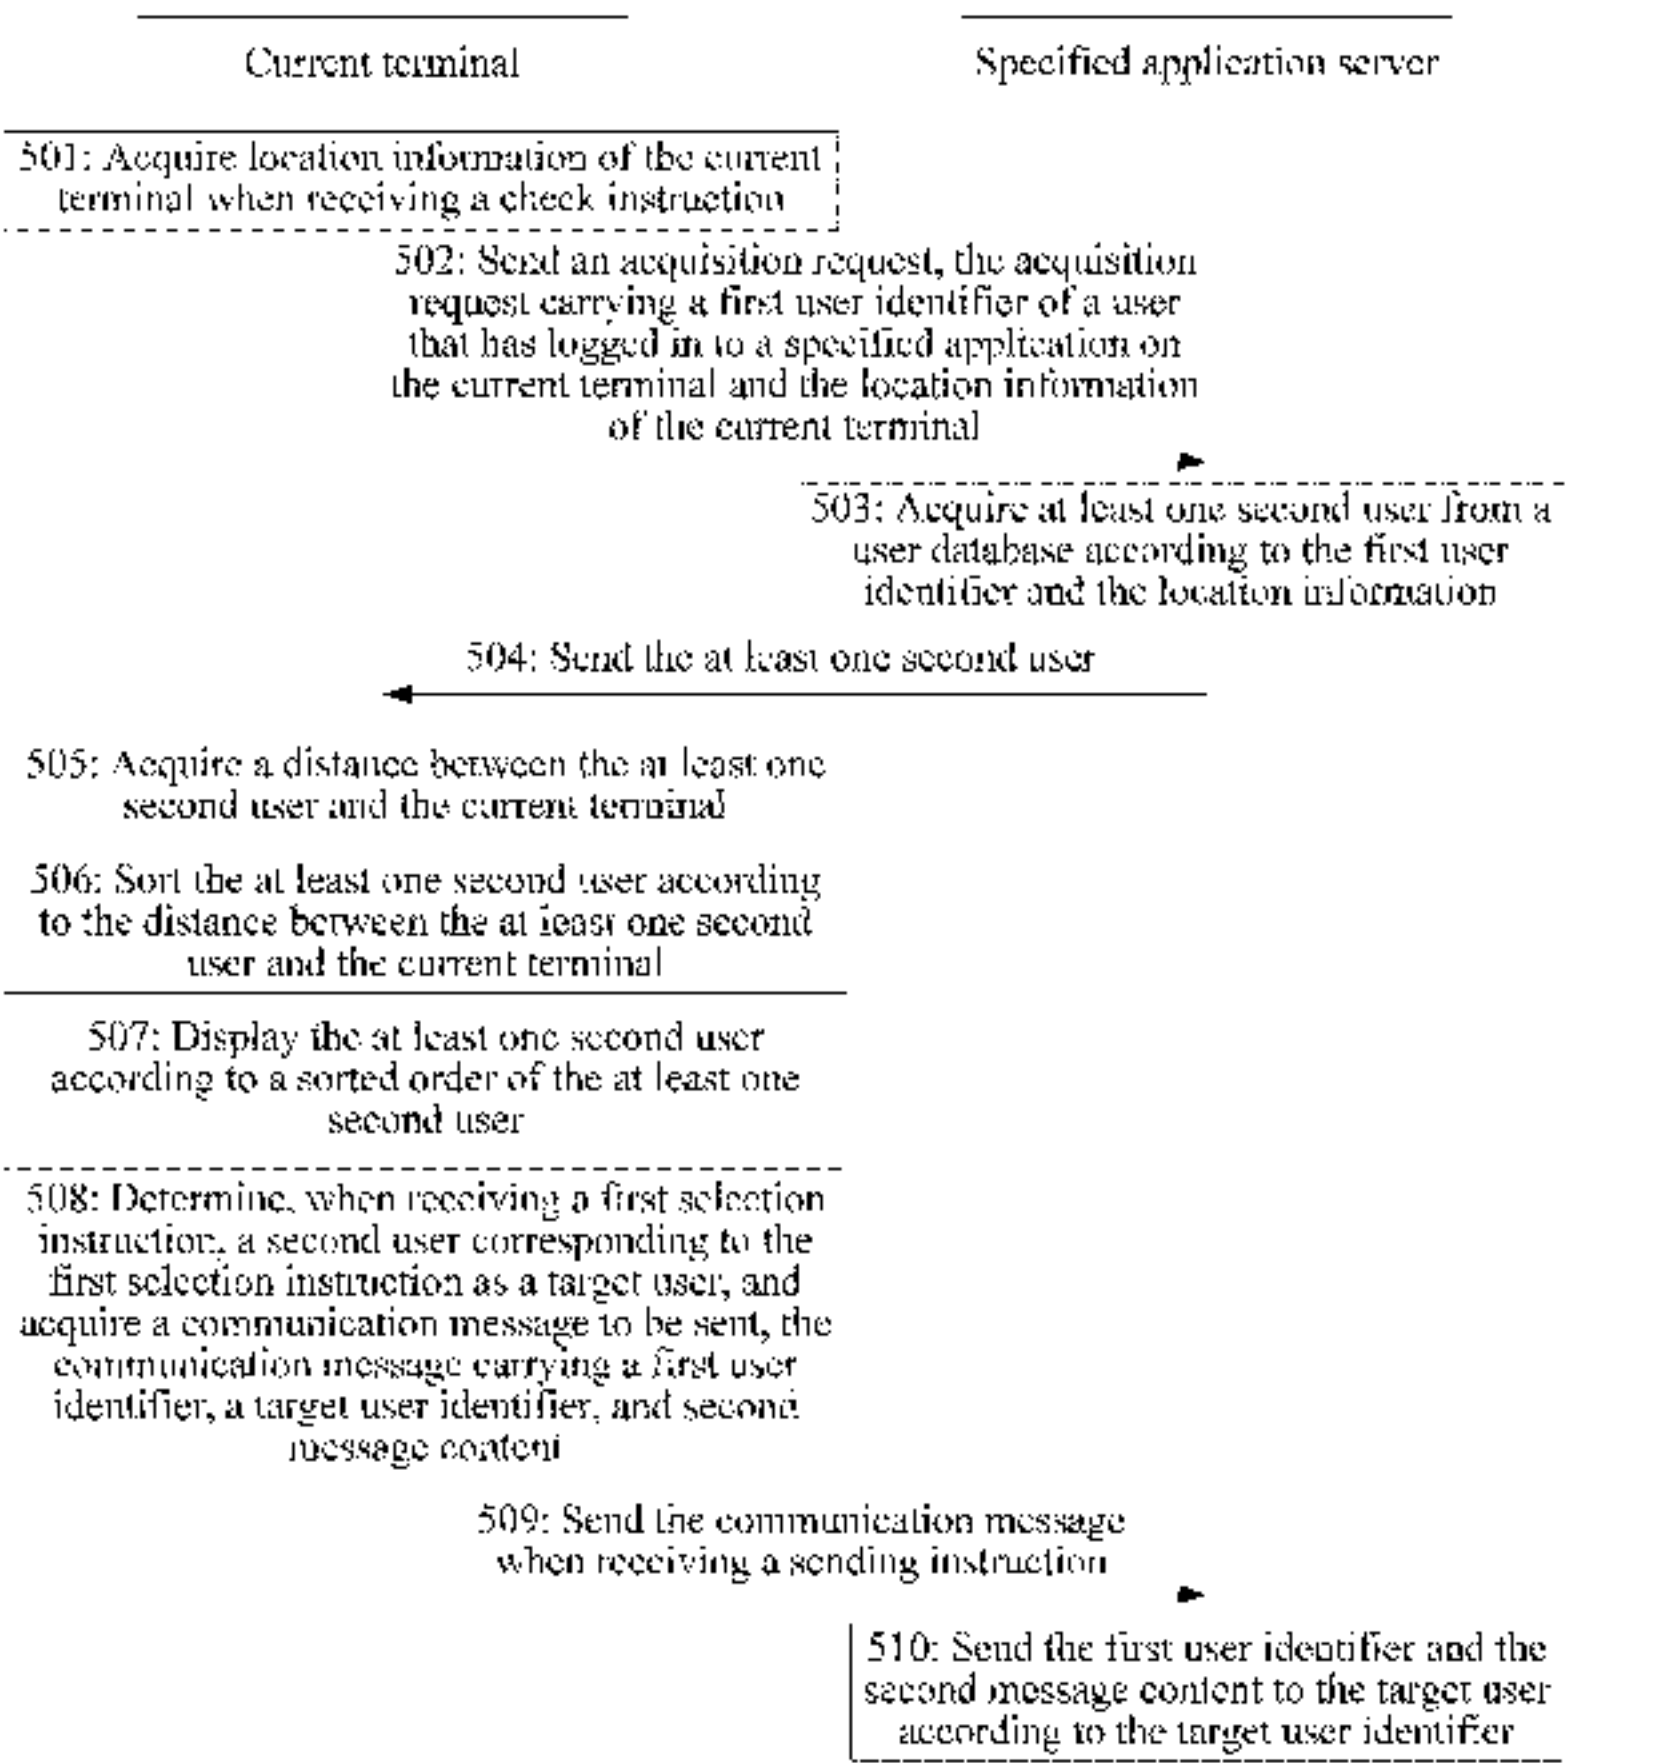 Current terminal
Specified application server
501: Acquire location information of the current
terminal when receiving a check instruction
502: Send an acquisition request, the acquisition
request carrying a first user identifier of a user
that has logged in to a specified application on
the current terminal and the location information
of the current terminal
503: Acquire at least one second user from a
user database according to the first user
identifier and the location information
504: Send the at least one second user
505: Acquire a distance between the at least one
second user and the current terminal
506: Sort the at least one second user according
to the distance between the at least one second
user and the current terminal
507: Display the at least one second user
according to a sorted order of the at least one
second user
508: Determine, when receiving a first selection
instruction, a second user corresponding to the
first selection instruction as a target user, and
acquire a communication message to be sent, the
communication message carrying a first user
identifier, a target user identifier, and second
message content
509: Send the communication message
when receiving a sending instruction
510: Send the first user identifier and the
second message content to the target user
according to the target user identifier